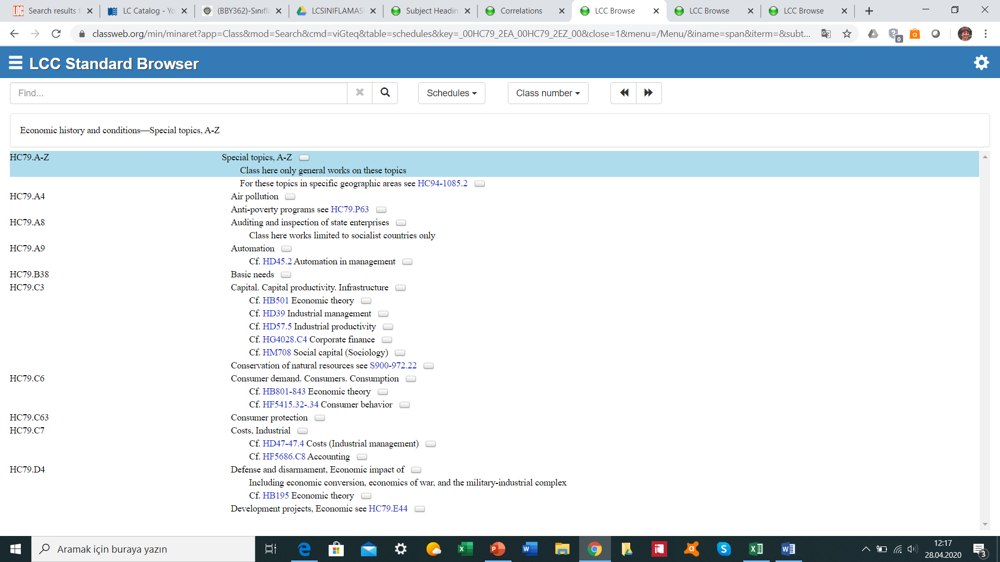 Search results f
LC Catalog - Yo
(BBY362)-Sınıfla
LCSINIFLAMAS
Subject Headin
Correlations
LCC Browse
LCC Browse
LCC Browse
classweb.org/min/minaret?app=Class&mod=Search&cmd=viGteq&table=schedules&key=_00HC79_2EA_00HC79_2EZ_00&close=1&menu=/Menu/&iname=span&iterm=&subt...
LCC Standard Browser
Find...
Schedules
Class number
Economic history and conditions—Special topics, A-Z
HC79.A-Z Special topics, A-Z
Class here only general works on these topics
For these topics in specific geographic areas see HC94-1085.2
HC79.A4 Air pollution
Anti-poverty programs see HC79.P63
HC79.A8 Auditing and inspection of state enterprises
Class here works limited to socialist countries only
HC79.A9 Automation
Cf. HD45.2 Automation in management
HC79.B38 Basic needs
HC79.C3 Capital. Capital productivity. Infrastructure
Cf. HB501 Economic theory
Cf. HD39 Industrial management
Cf. HD57.5 Industrial productivity
Cf. HG4028.C4 Corporate finance
Cf. HM708 Social capital (Sociology)
Conservation of natural resources see S900-972.22
HC79.C6 Consumer demand. Consumers. Consumption
Cf. HB801-843 Economic theory
Cf. HF5415.32-.34 Consumer behavior
HC79.C63 Consumer protection
HC79.C7 Costs, Industrial
Cf. HD47-47.4 Costs (Industrial management)
Cf. HF5686.C8 Accounting
HC79.D4 Defense and disarmament, Economic impact of
Including economic conversion, economics of war, and the military-industrial complex
Cf. HB195 Economic theory
Development projects, Economic see HC79.E44
Aramak için buraya yazın
12:17
28.04.2020
3